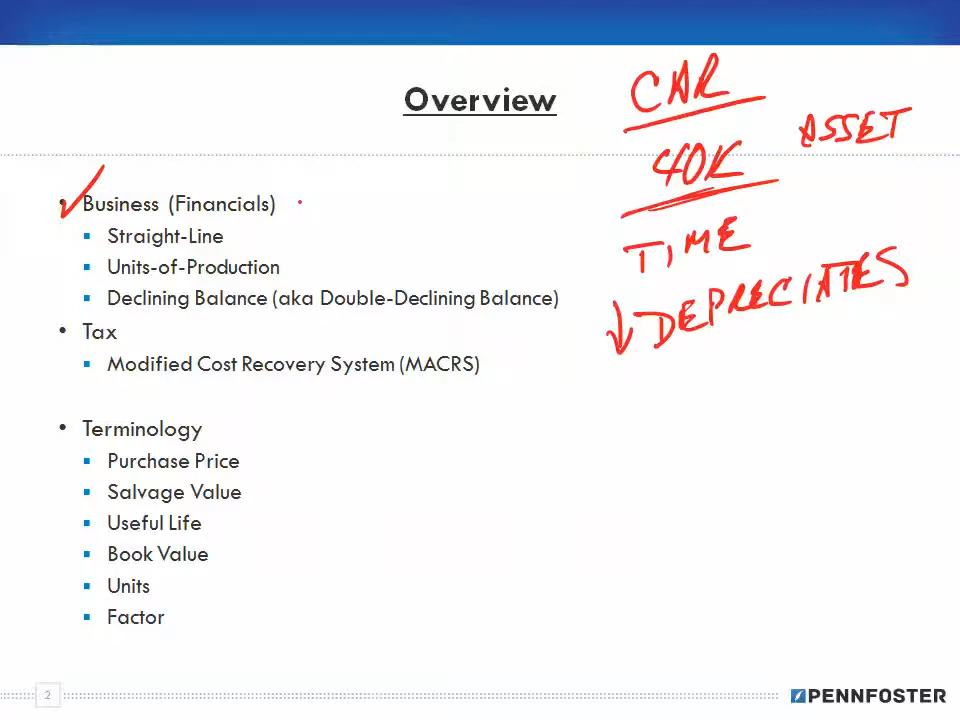 Overview
CAR
40K
ASSET
TIME
DEPRECIATES
Business (Financials)
Straight-Line
Units-of-Production
Declining Balance (aka Double-Declining Balance)
Tax
Modified Cost Recovery System (MACRS)
Terminology
Purchase Price
Salvage Value
Useful Life
Book Value
Units
Factor
2
PENNFOSTER